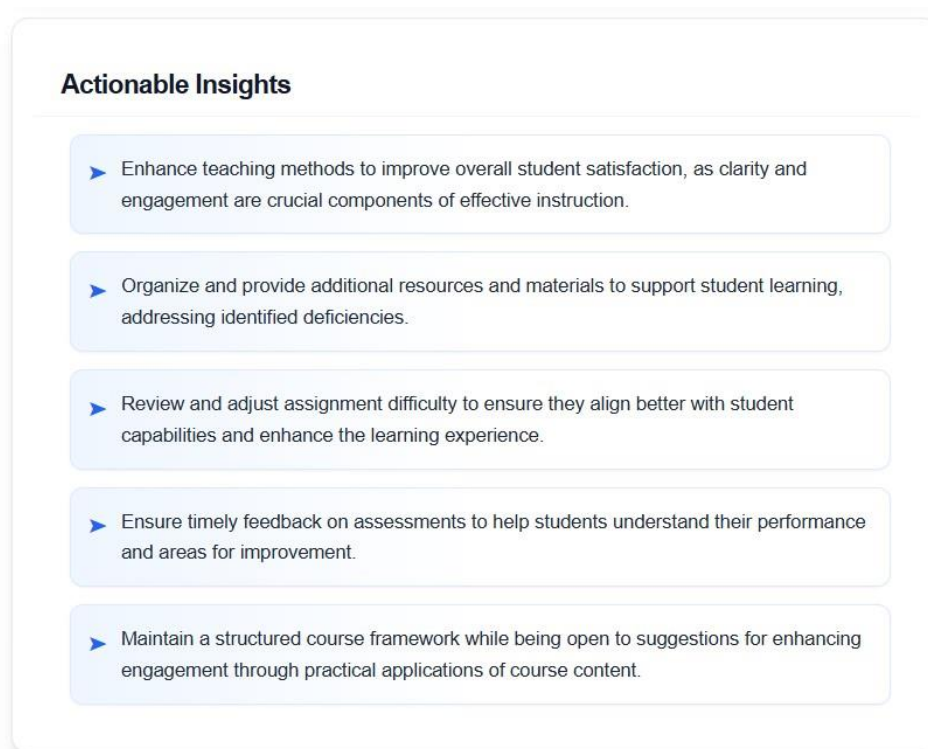 Actionable Insights
Enhance teaching methods to improve overall student satisfaction, as clarity and
engagement are crucial components of effective instruction.
Organize and provide additional resources and materials to support student learning,
addressing identified deficiencies.
Review and adjust assignment difficulty to ensure they align better with student
capabilities and enhance the learning experience.
Ensure timely feedback on assessments to help students understand their performance
and areas for improvement.
Maintain a structured course framework while being open to suggestions for enhancing
engagement through practical applications of course content.